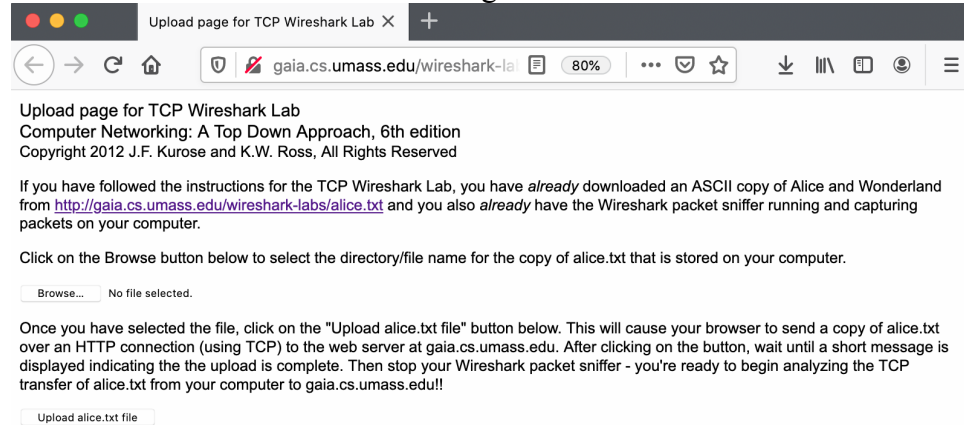 Upload page for TCP Wireshark Lab
gaia.cs.umass.edu/wireshark-la
80%
Upload page for TCP Wireshark Lab
Computer Networking: A Top Down Approach, 6th edition
Copyright 2012 J.F. Kurose and K.W. Ross, All Rights Reserved
If you have followed the instructions for the TCP Wireshark Lab, you have already downloaded an ASCII copy of Alice and Wonderland
from http://gaia.cs.umass.edu/wireshark-labs/alice.txt and you also already have the Wireshark packet sniffer running and capturing
packets on your computer.
Click on the Browse button below to select the directory/file name for the copy of alice.txt that is stored on your computer.
Browse... No file selected.
Once you have selected the file, click on the "Upload alice.txt file" button below. This will cause your browser to send a copy of alice.txt
over an HTTP connection (using TCP) to the web server at gaia.cs.umass.edu. After clicking on the button, wait until a short message is
displayed indicating the the upload is complete. Then stop your Wireshark packet sniffer - you're ready to begin analyzing the TCP
transfer of alice.txt from your computer to gaia.cs.umass.edu!!
Upload alice.txt file